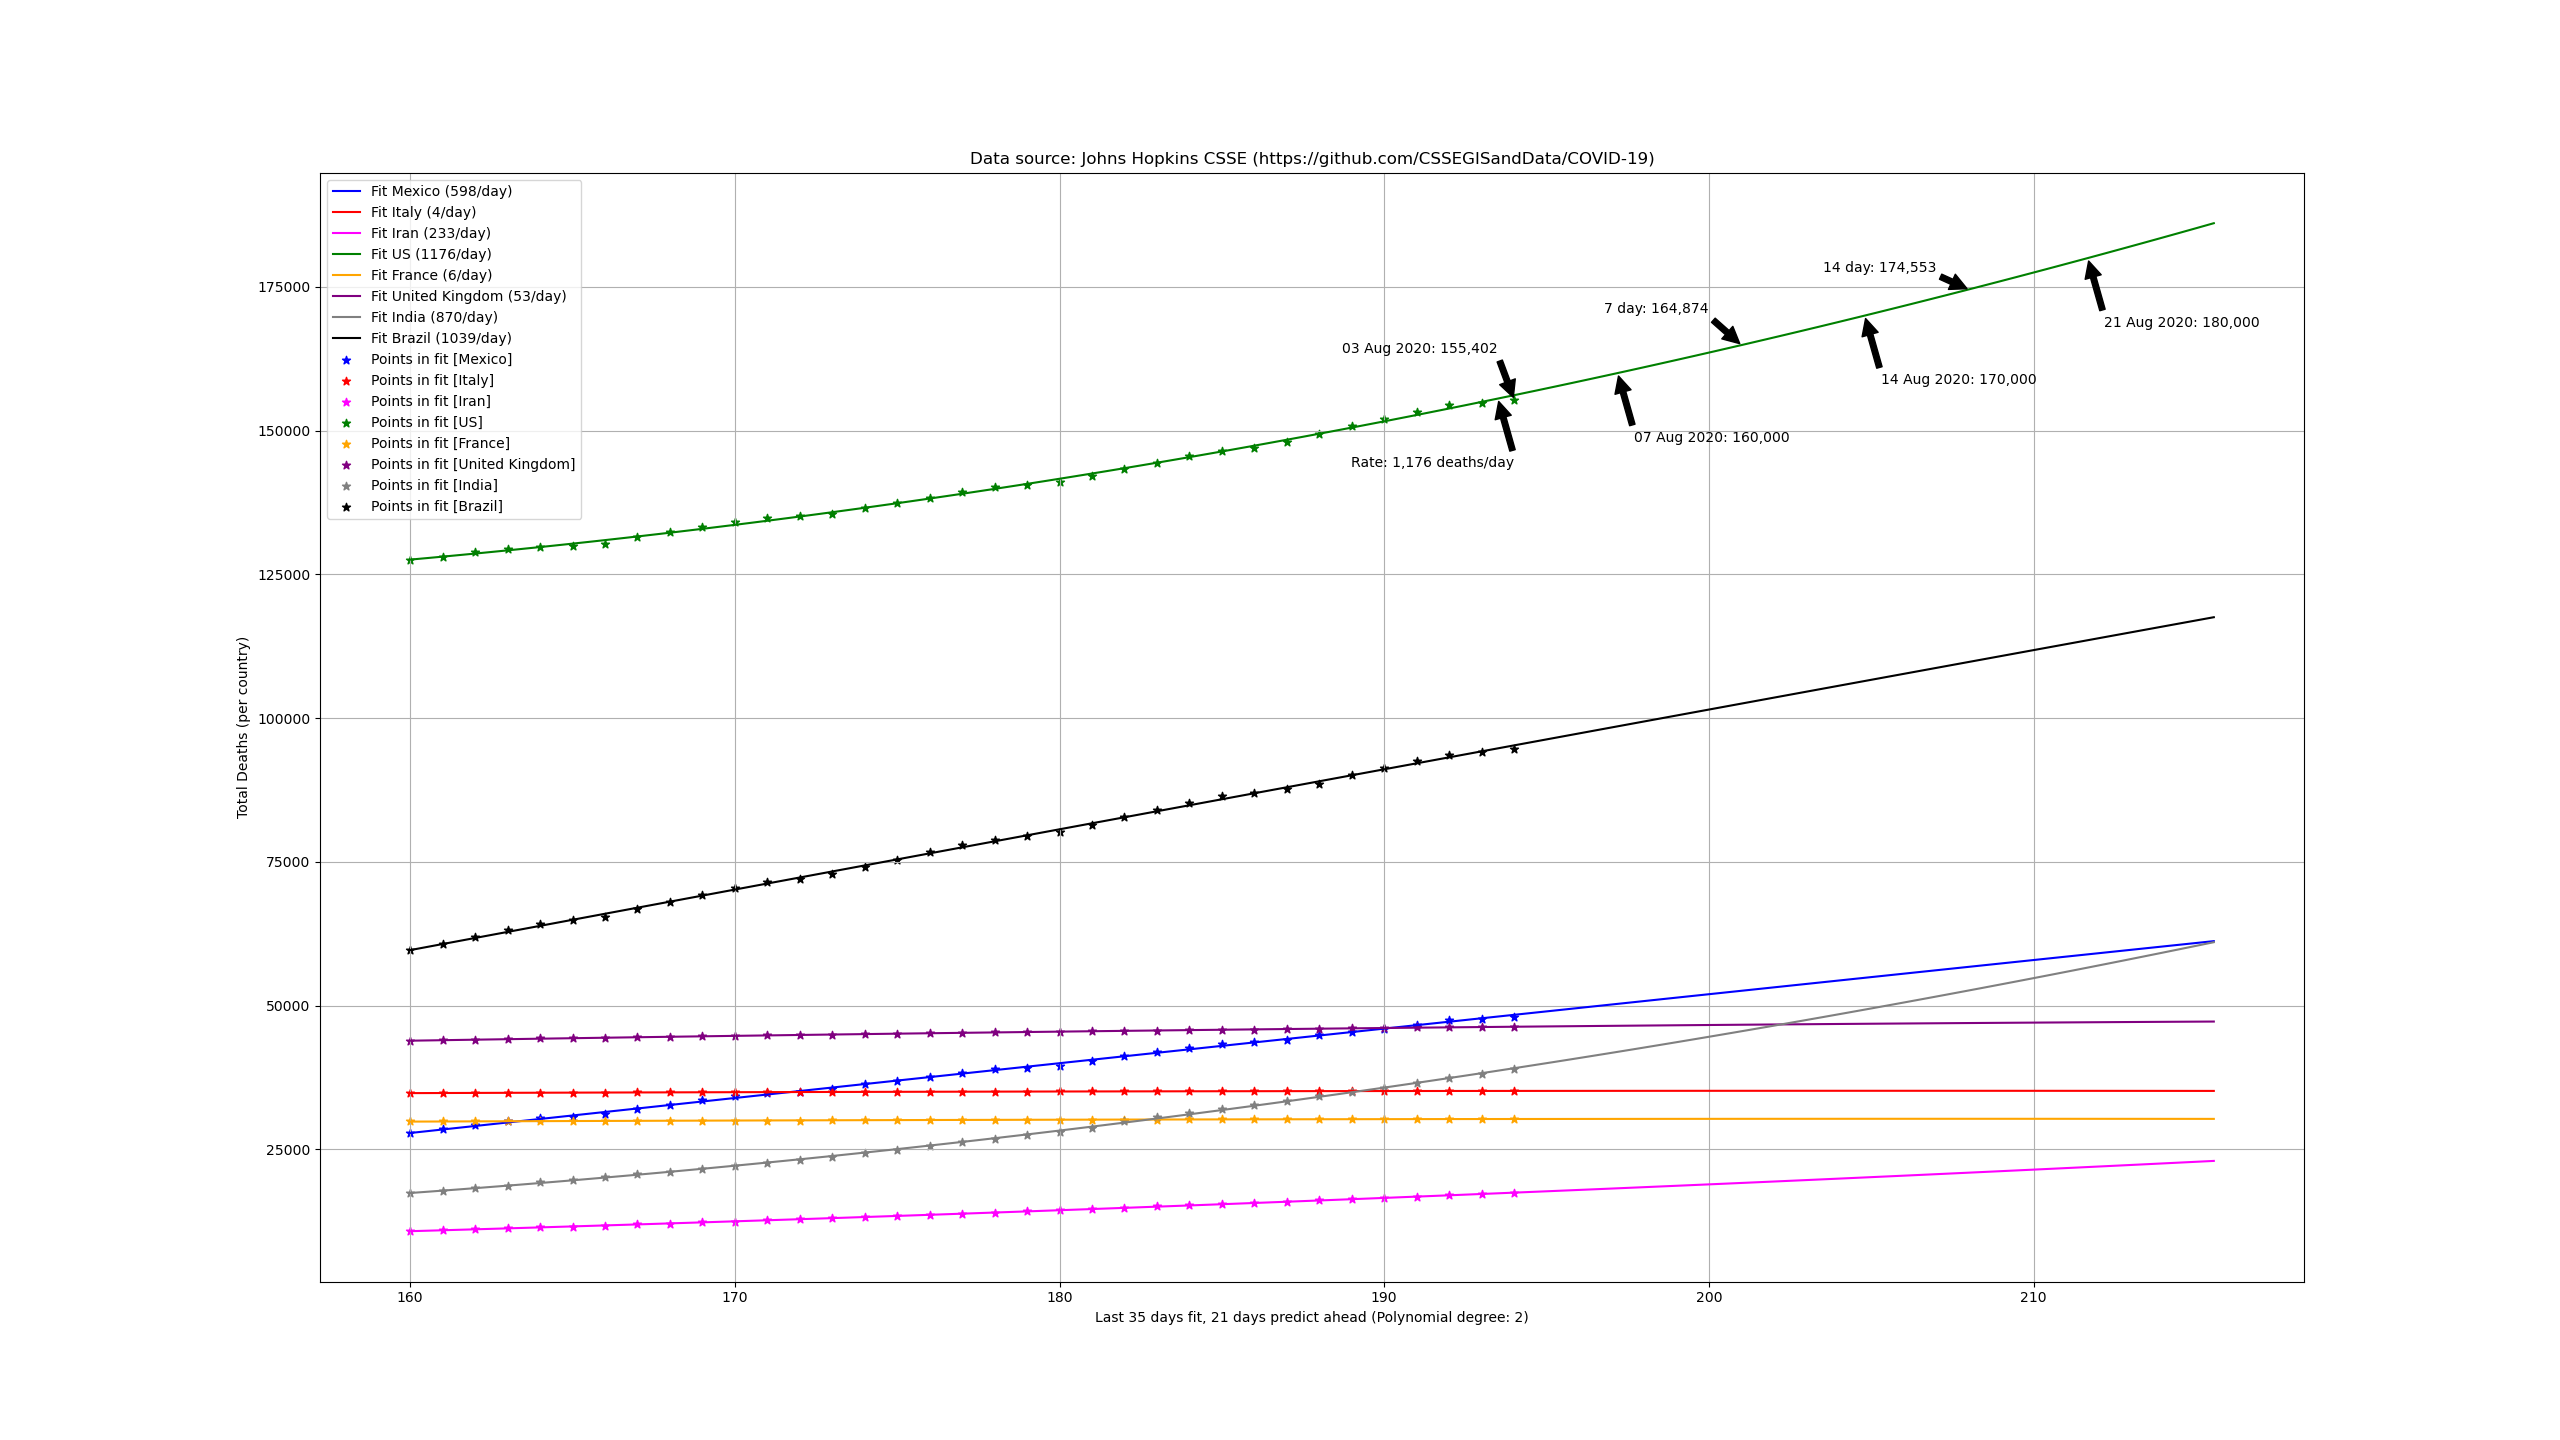 Data source: Johns Hopkins CSSE (https://github.com/CSSEGISandData/COVID-19)
Fit Mexico (598/day)
Fit Italy (4/day)
Fit Iran (233/day)
Fit US (1176/day)
Fit France (6/day)
Fit United Kingdom (53/day)
Fit India (870/day)
Fit Brazil (1039/day)
Points in fit [Mexico]
Points in fit [Italy]
Points in fit [Iran]
Points in fit [US]
Points in fit [France]
Points in fit [United Kingdom]
Points in fit [India]
Points in fit [Brazil]
14 day: 174,553
7 day: 164,874
21 Aug 2020: 180,000
03 Aug 2020: 155,402
14 Aug 2020: 170,000
07 Aug 2020: 160,000
Rate: 1,176 deaths/day
Total Deaths (per country)
175000
150000
125000
100000
75000
50000
25000
160
170
180
190
200
210
Last 35 days fit, 21 days predict ahead (Polynomial degree: 2)